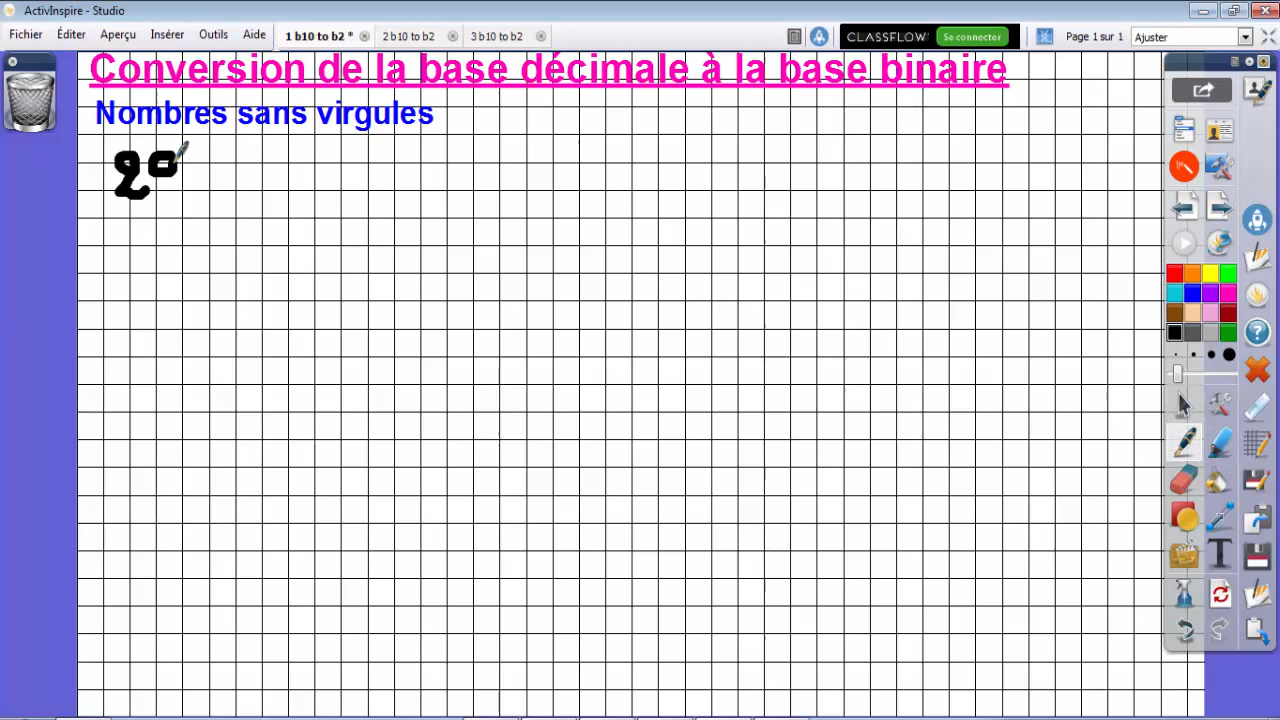 ActivInspire - Studio
Fichier Éditer Aperçu Insérer Outils Aide
1 b10 to b2 * 2 b10 to b2 3 b10 to b2
CLASSFLOW Se connecter
Page 1 sur 1 Ajuster
Conversion de la base décimale à la base binaire
Nombres sans virgules